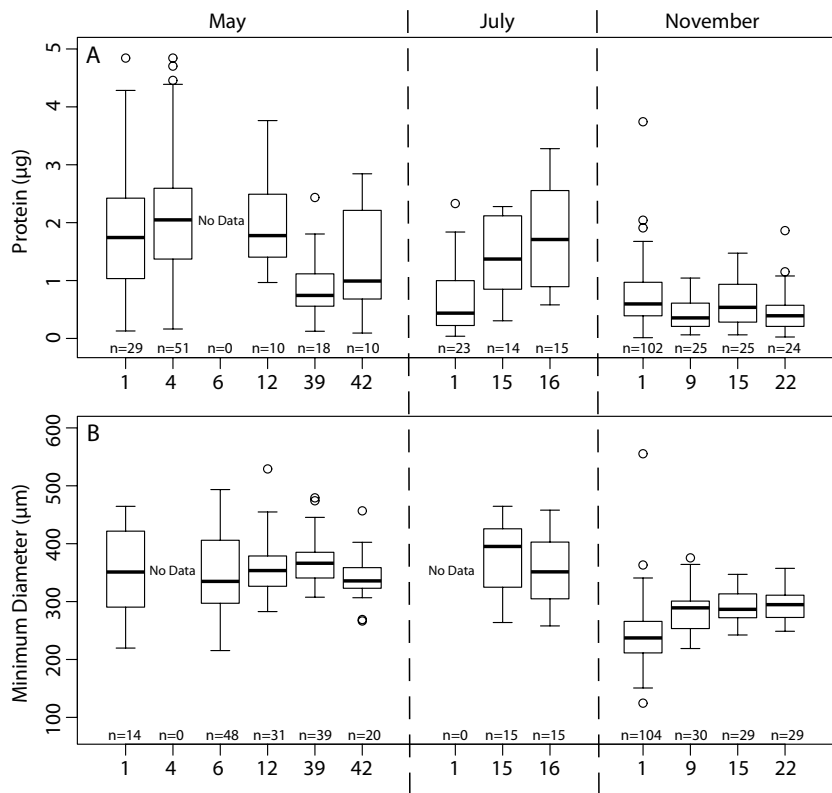 May July November
A
Protein (µg)
5
4
3
2
1
0
No Data
n=29 n=51 n=0 n=10 n=18 n=10 n=23 n=14 n=15 n=102 n=25 n=25 n=24
1 4 6 12 39 42 1 15 16 1 9 15 22
B
Minimum Diameter (µm)
600
500
400
300
200
100
No Data No Data
n=14 n=0 n=48 n=31 n=39 n=20 n=0 n=15 n=15 n=104 n=30 n=29 n=29
1 4 6 12 39 42 1 15 16 1 9 15 22